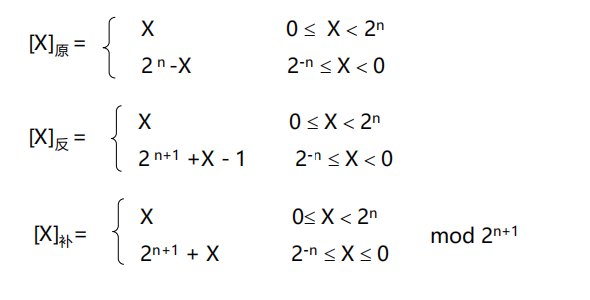 [X]原 = { X 0 ≤ X < 2ⁿ
2ⁿ -X 2⁻ⁿ ≤ X < 0
[X]反 = { X 0 ≤ X < 2ⁿ
2ⁿ⁺¹ +X - 1 2⁻ⁿ ≤ X < 0
[X]补 = { X 0≤ X < 2ⁿ mod 2ⁿ⁺¹
2ⁿ⁺¹ + X 2⁻ⁿ ≤ X ≤ 0